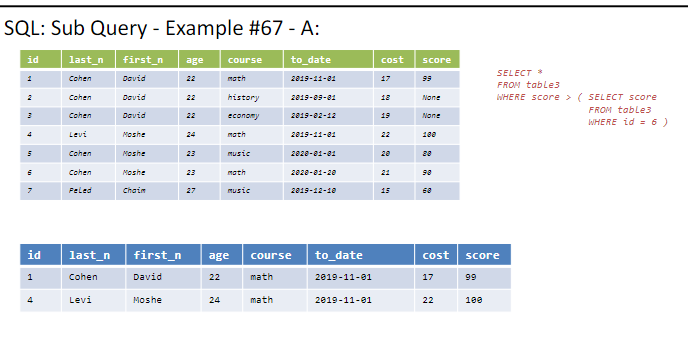 SQL: Sub Query - Example #67 - A:
id last_n first_n age course to_date cost score
1 Cohen David 22 math 2019-11-01 17 99
2 Cohen David 22 history 2019-09-01 18 None
3 Cohen David 22 economy 2019-02-12 19 None
4 Levi Moshe 24 math 2019-11-01 22 100
5 Cohen Moshe 23 music 2020-01-01 20 80
6 Cohen Moshe 23 math 2020-01-20 21 90
7 Peled Chaim 27 music 2019-12-10 15 60
SELECT *
FROM table3
WHERE score > ( SELECT score
FROM table3
WHERE id = 6 )
id last_n first_n age course to_date cost score
1 Cohen David 22 math 2019-11-01 17 99
4 Levi Moshe 24 math 2019-11-01 22 100